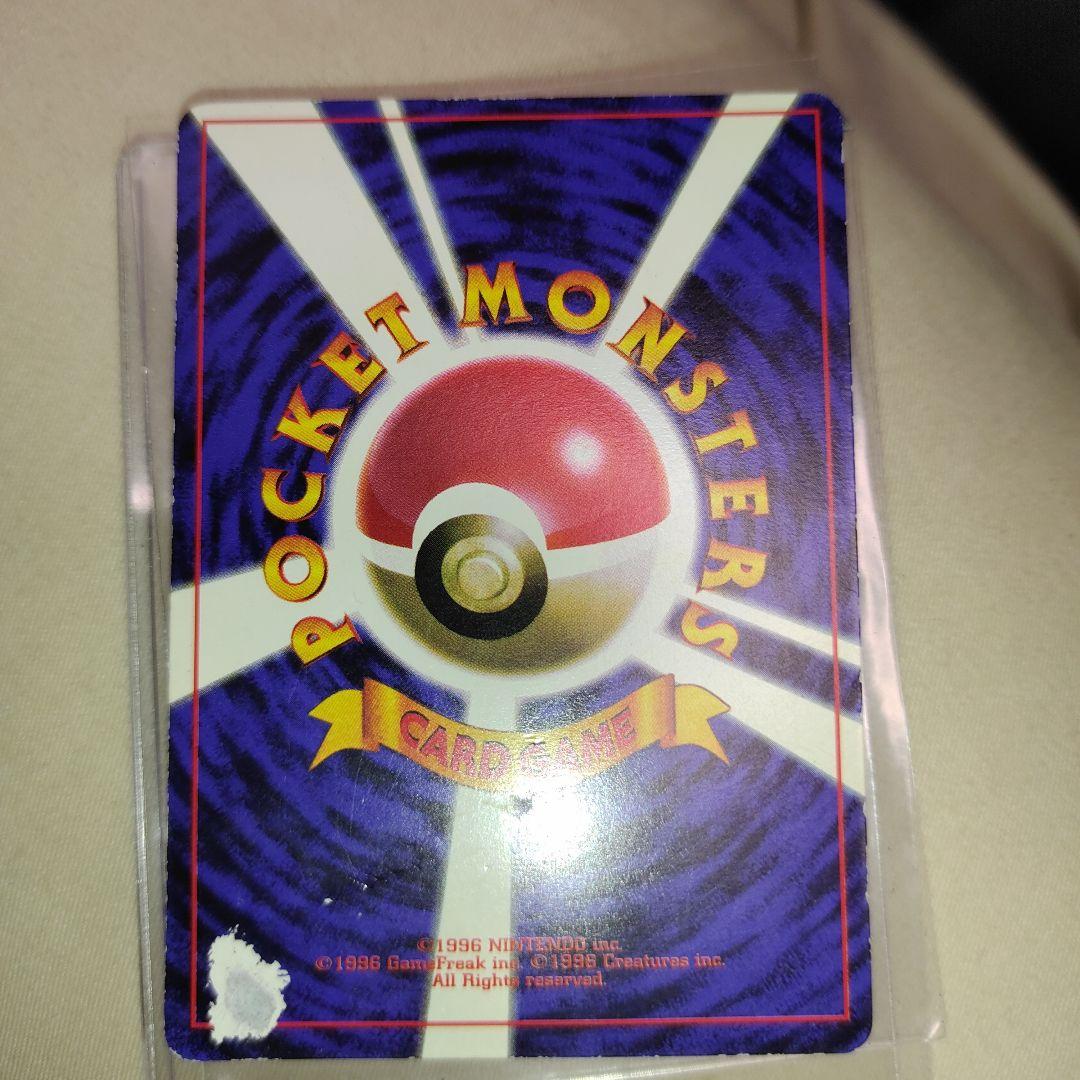 POCKET MONSTERS
CARD GAME
©1996 NINTENDO inc.
©1996 GameFreak inc. ©1996 Creatures inc.
All Rights reserved.